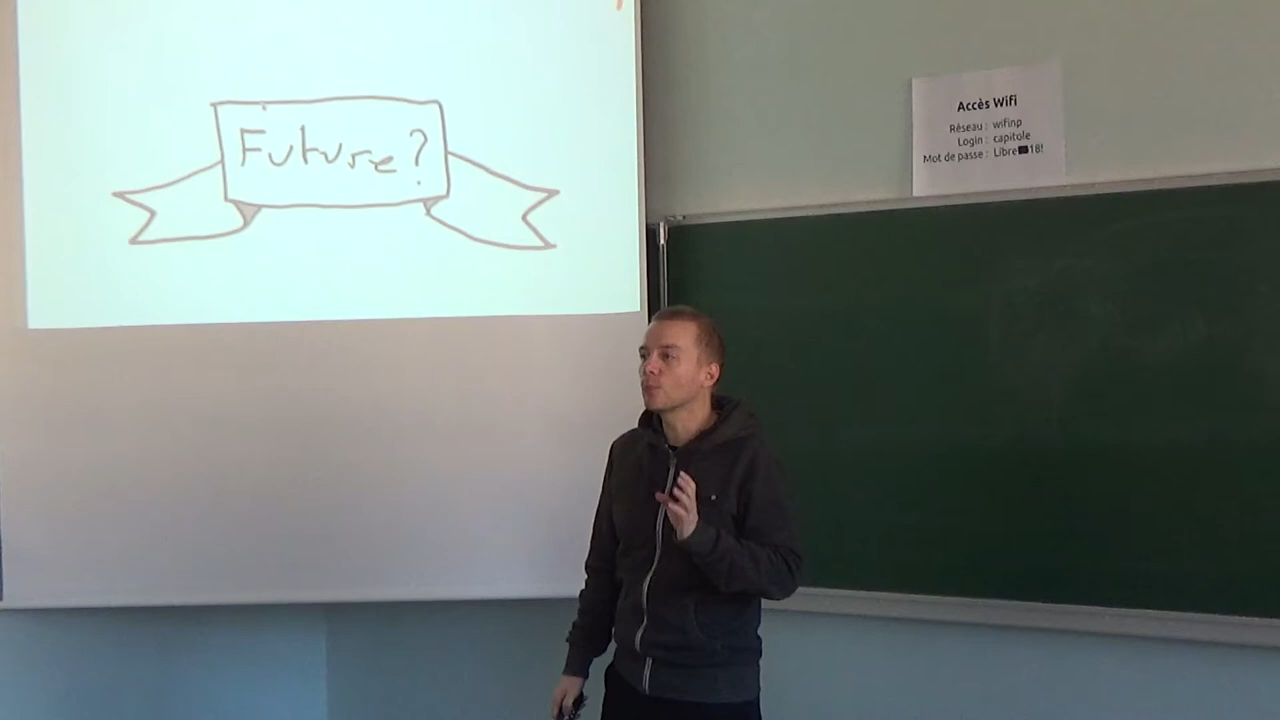 Future?
Accès Wifi
Réseau : wifinp
Login : capitole
Mot de passe : Libre■18!